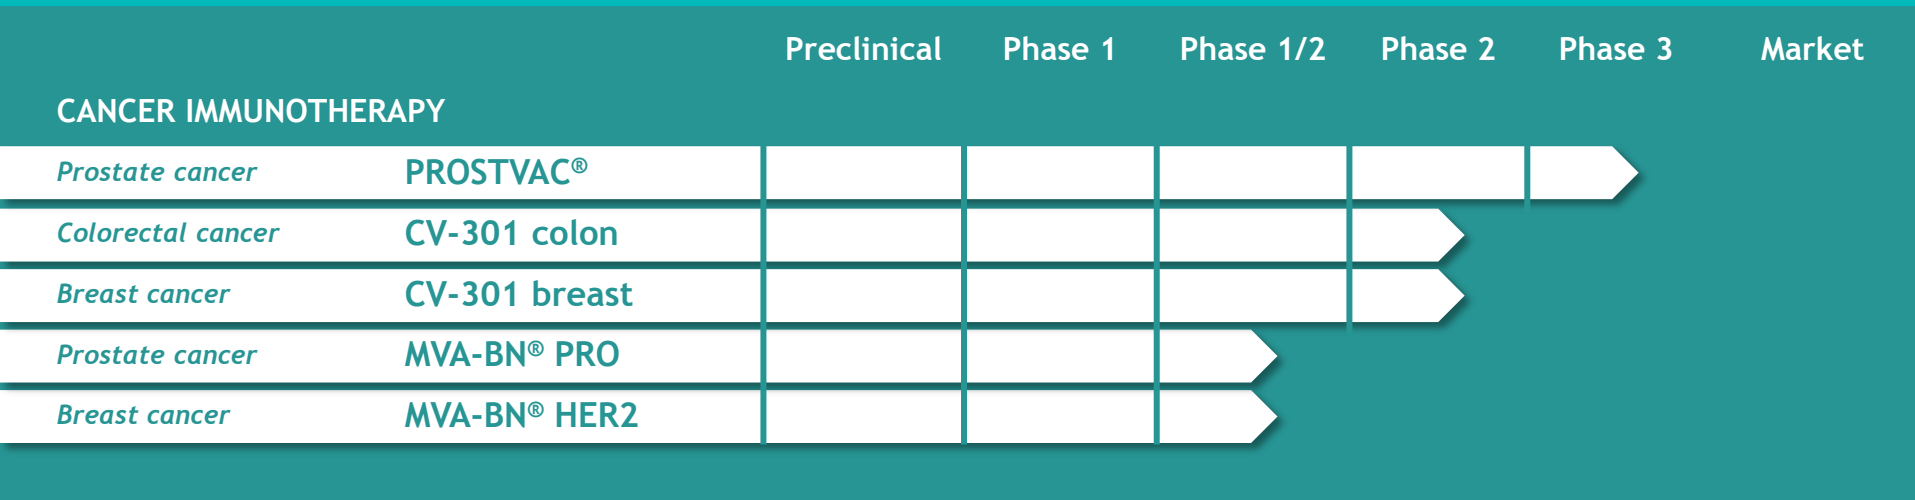 Preclinical Phase 1 Phase 1/2 Phase 2 Phase 3 Market
CANCER IMMUNOTHERAPY
Prostate cancer PROSTVAC®
Colorectal cancer CV-301 colon
Breast cancer CV-301 breast
Prostate cancer MVA-BN® PRO
Breast cancer MVA-BN® HER2